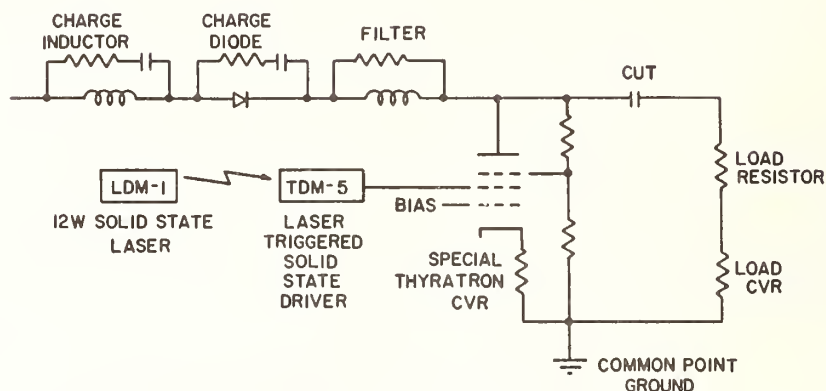 CHARGE
INDUCTOR
CHARGE
DIODE
FILTER
CUT
LOAD
RESISTOR
LDM-1
TDM-5
BIAS
12W SOLID STATE
LASER
LASER
TRIGGERED
SOLID
STATE
DRIVER
SPECIAL
THYRATRON
CVR
LOAD
CVR
COMMON POINT
GROUND